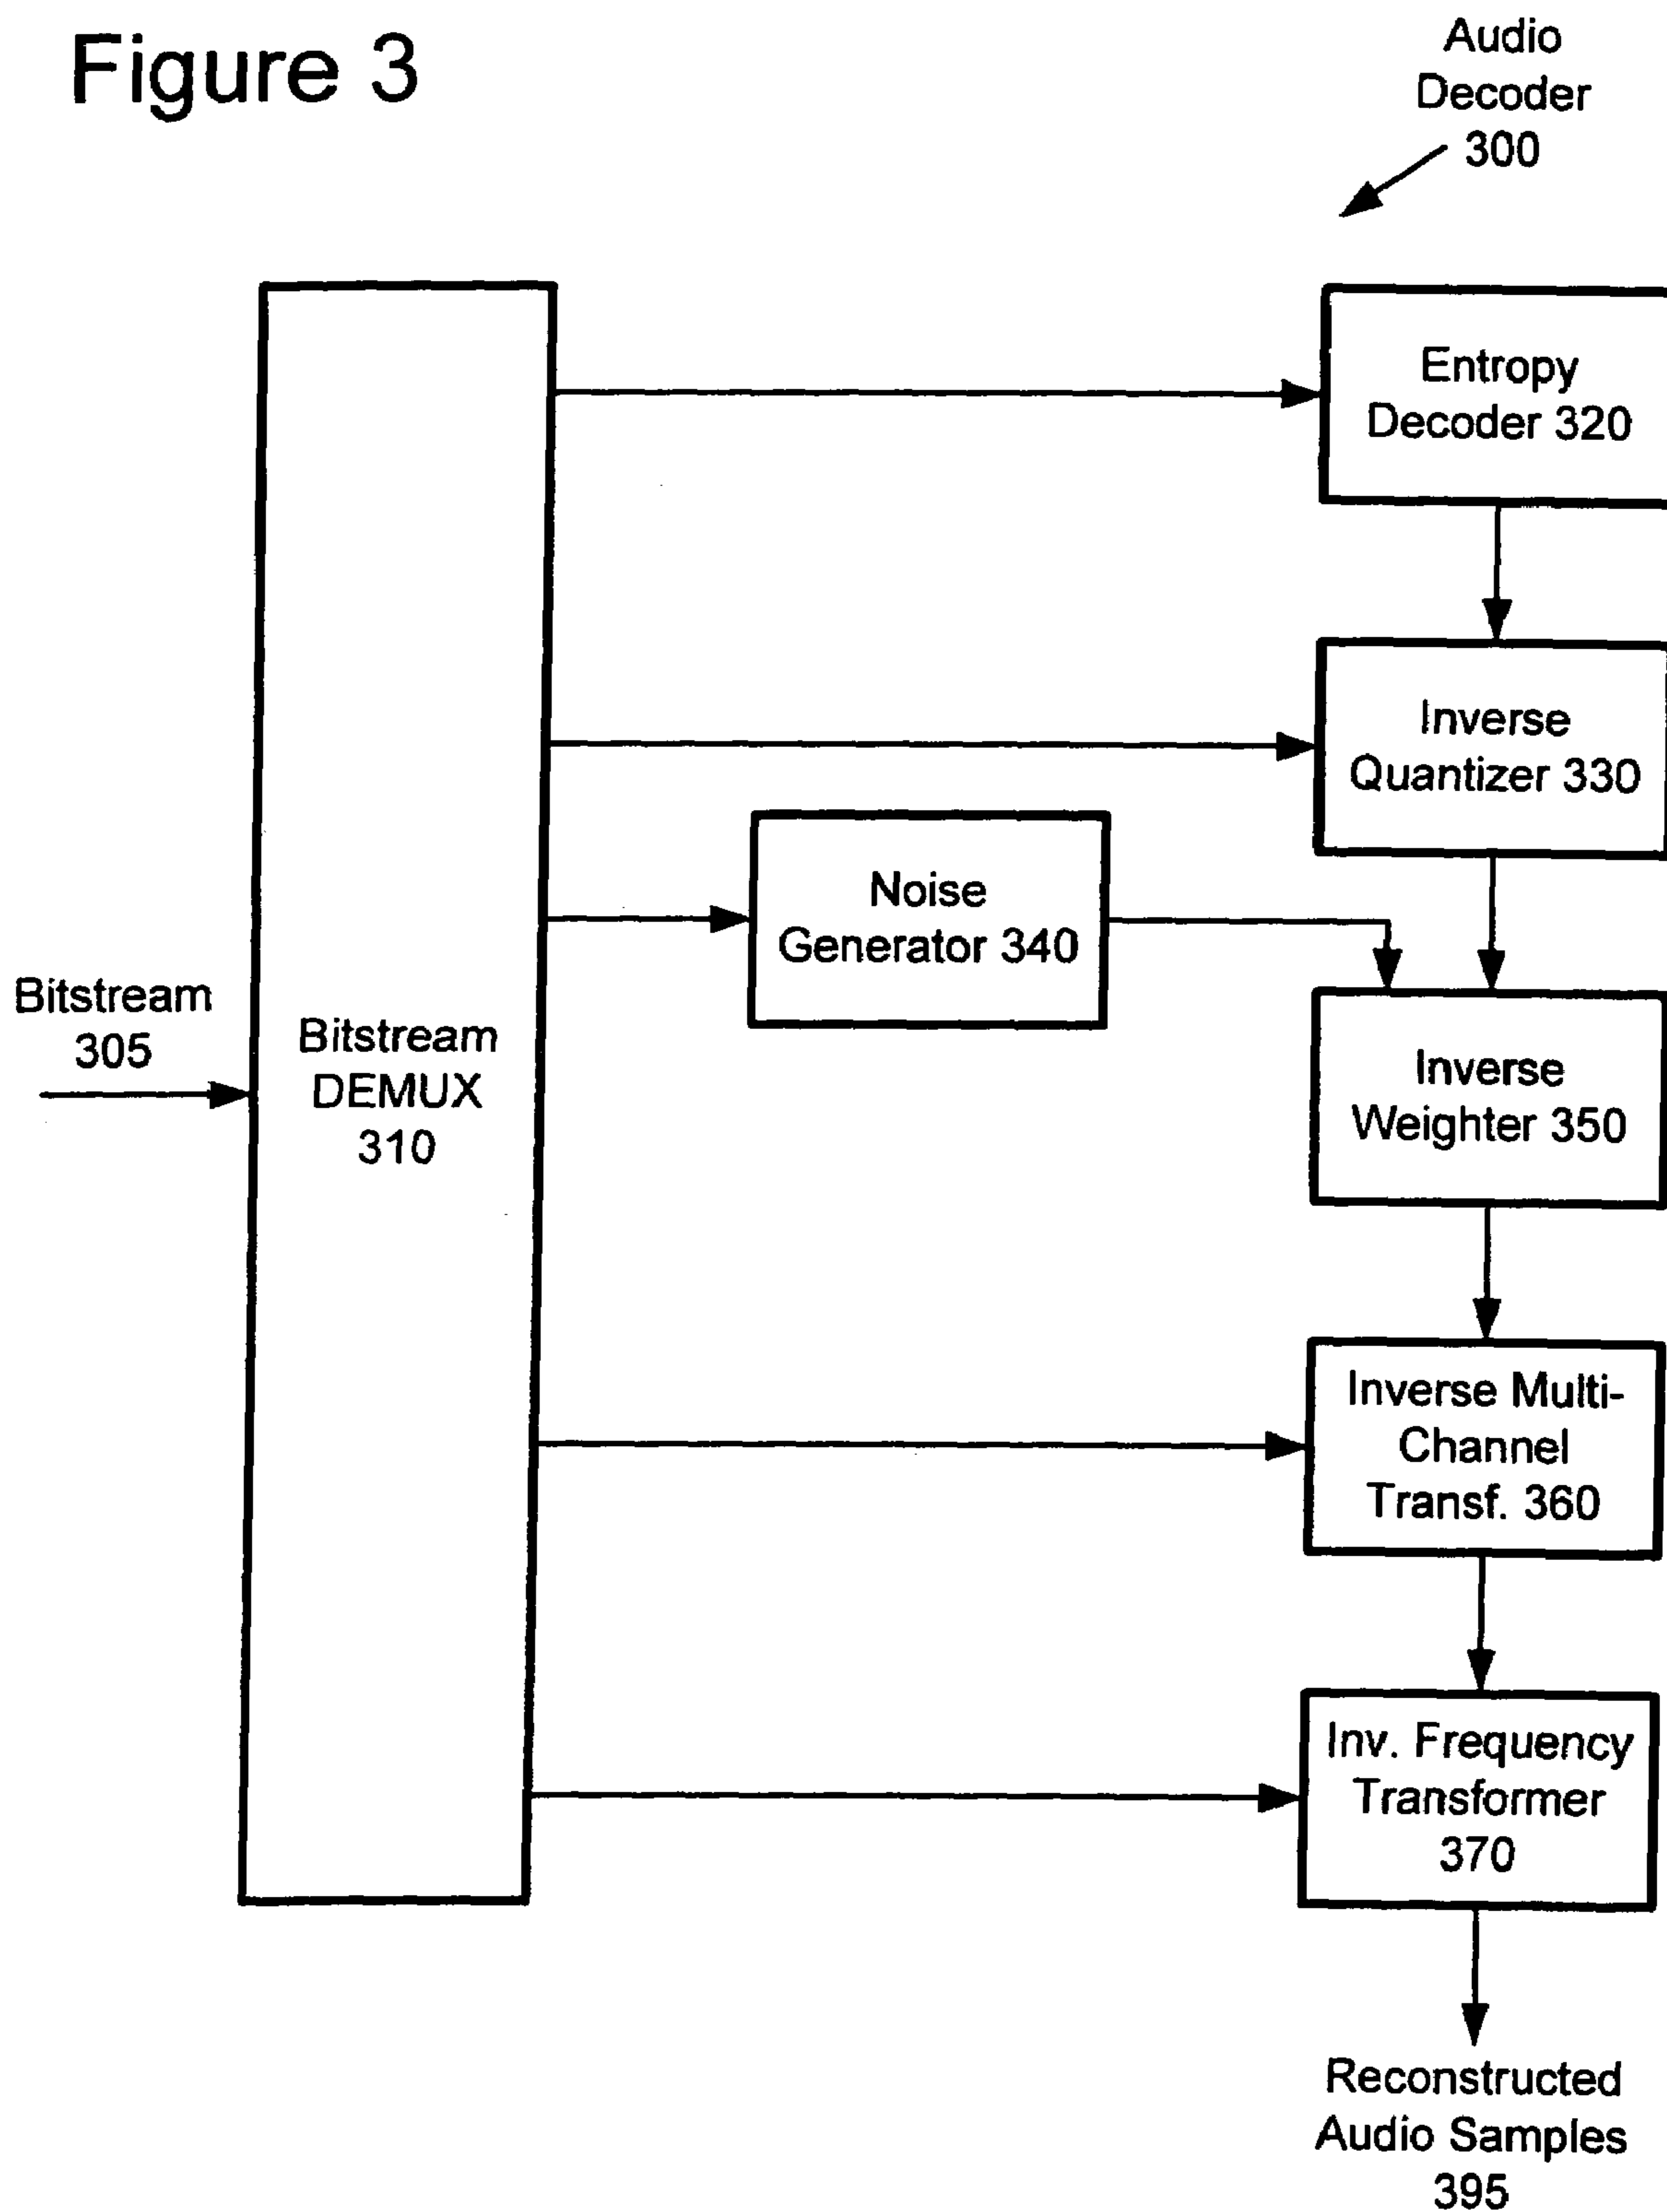 Figure 3
Audio
Decoder
300
Entropy
Decoder 320
Inverse
Quantizer 330
Noise
Generator 340
Bitstream
305
Bitstream
DEMUX
310
Inverse
Weighter 350
Inverse Multi-
Channel
Transf. 360
Inv. Frequency
Transformer
370
Reconstructed
Audio Samples
395